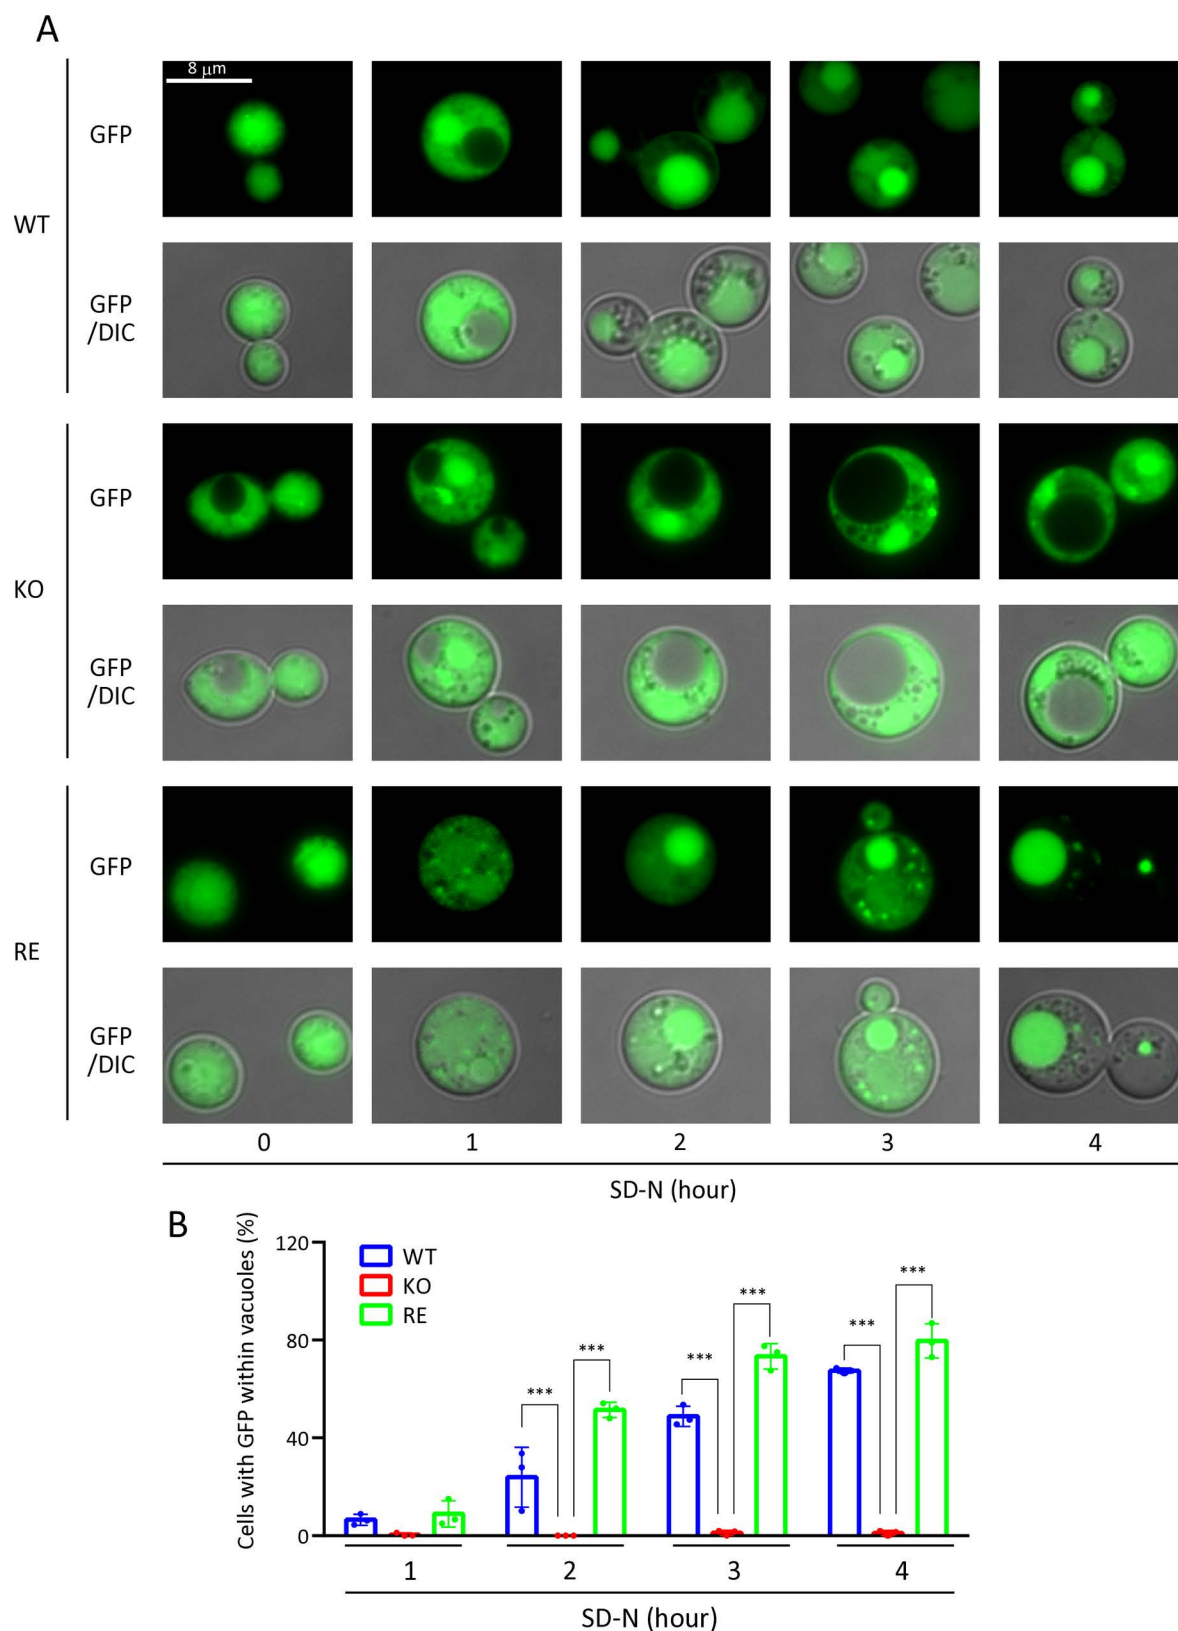 A
8 μm
GFP
WT
GFP
/DIC
GFP
KO
GFP
/DIC
GFP
RE
GFP
/DIC
0 1 2 3 4
SD-N (hour)
B
Cells with GFP within vacuoles (%)
120
80
40
0
WT
KO
RE
***
***
***
***
***
***
1 2 3 4
SD-N (hour)